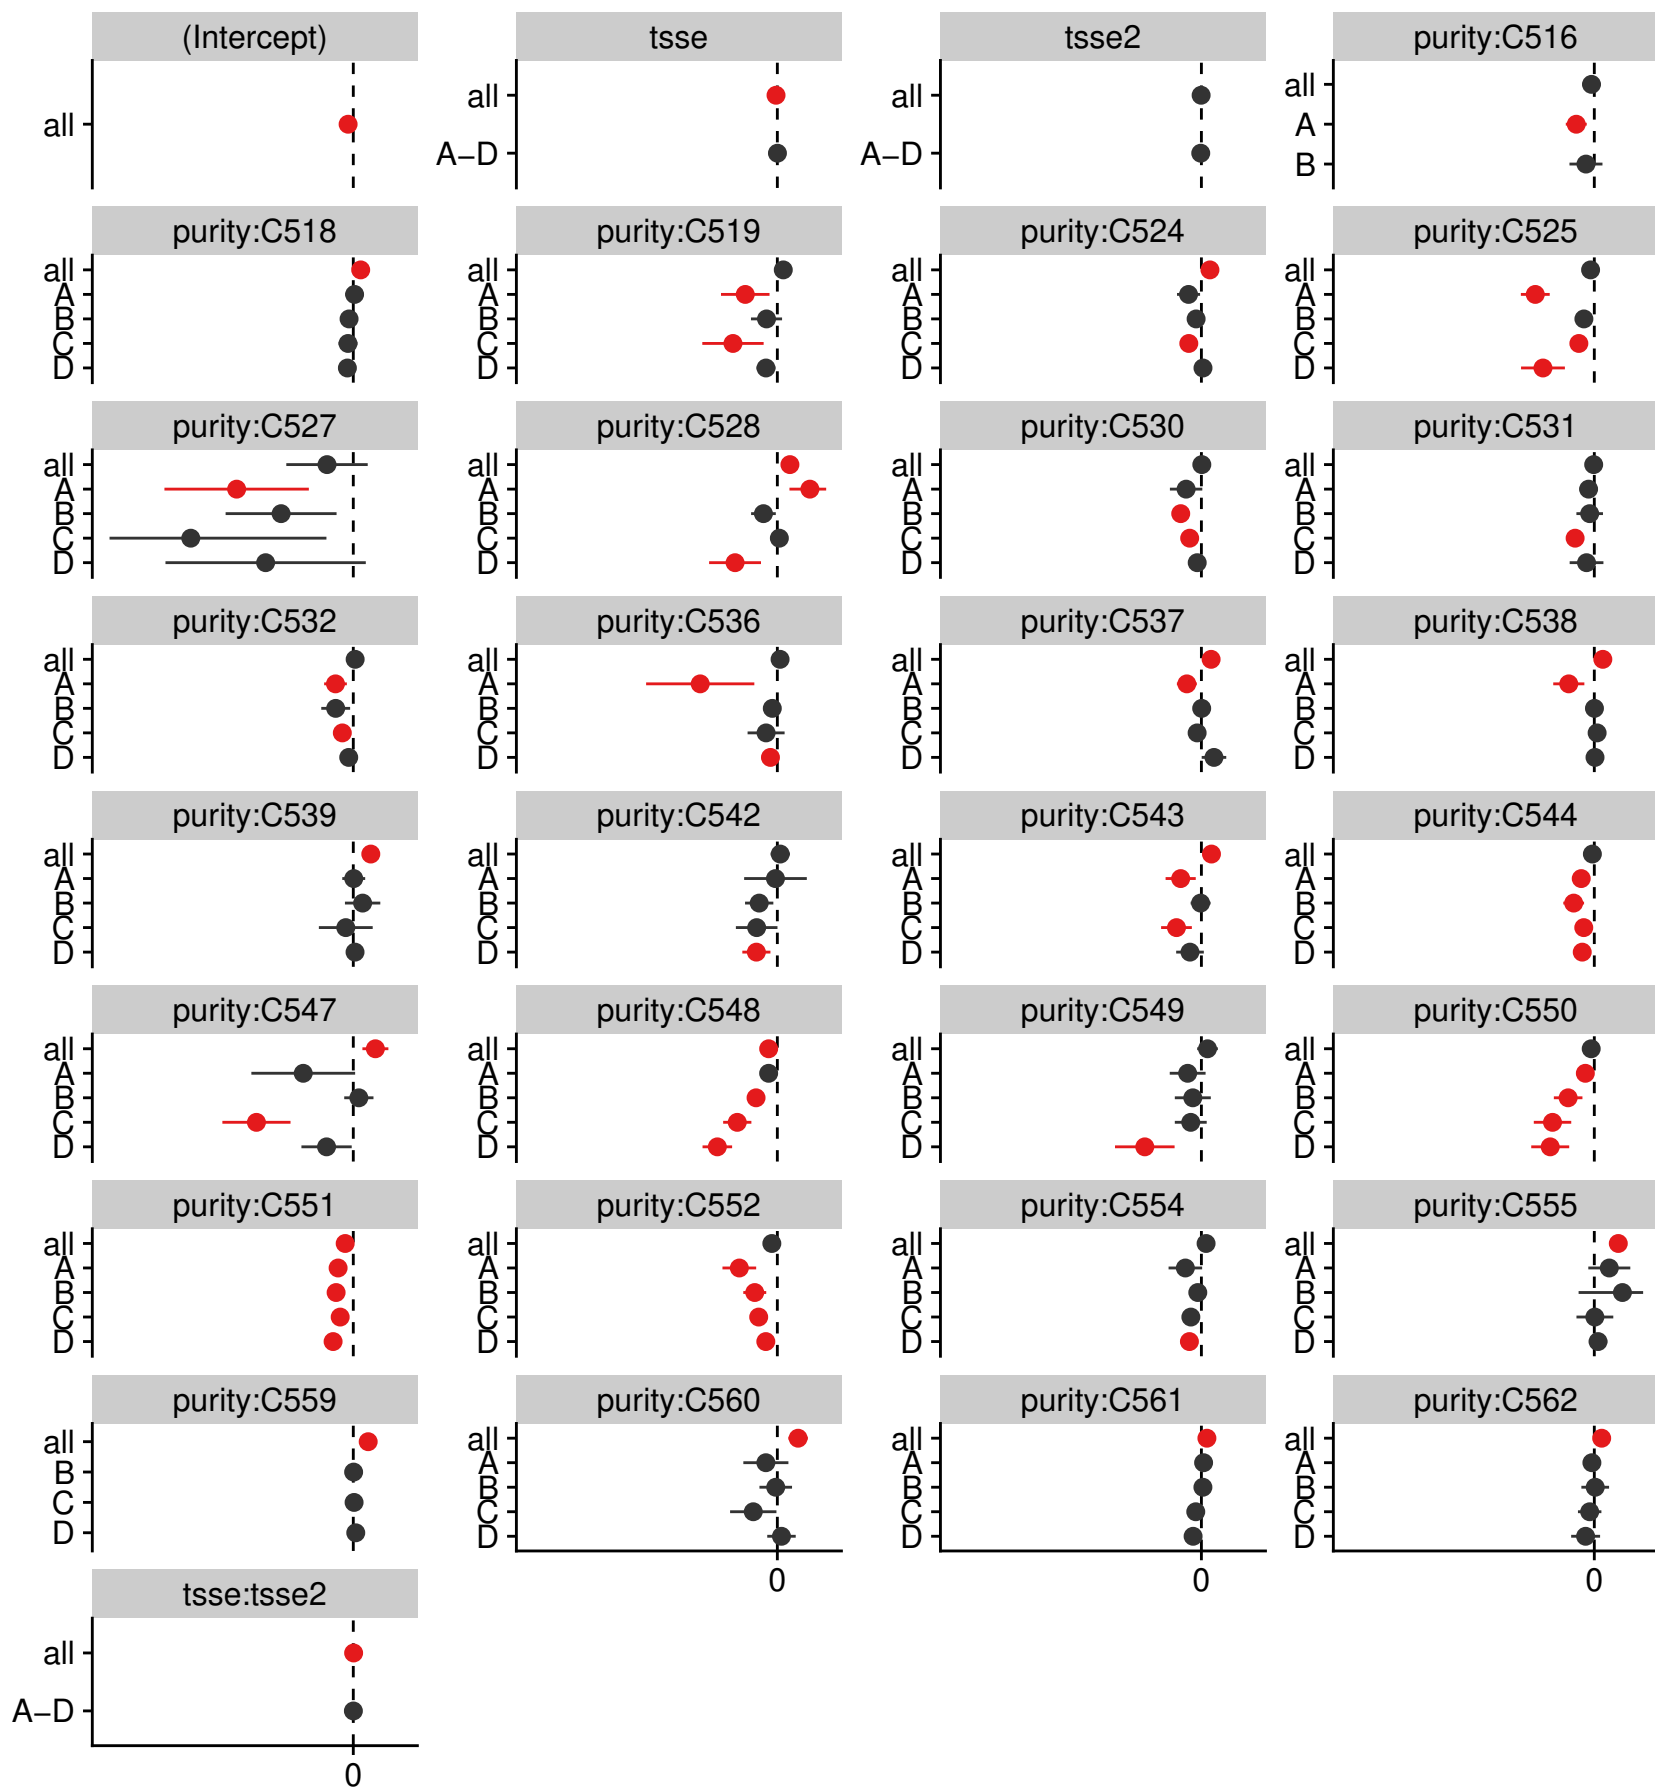 (Intercept) tsse tsse2 purity:C516
all
all
A–D
all
A–D
all
A
B
purity:C518 purity:C519 purity:C524 purity:C525
all all all all
A A A A
B B B B
C C C C
D D D D
purity:C527 purity:C528 purity:C530 purity:C531
all all all all
A A A A
B B B B
C C C C
D D D D
purity:C532 purity:C536 purity:C537 purity:C538
all all all all
A A A A
B B B B
C C C C
D D D D
purity:C539 purity:C542 purity:C543 purity:C544
all all all all
A A A A
B B B B
C C C C
D D D D
purity:C547 purity:C548 purity:C549 purity:C550
all all all all
A A A A
B B B B
C C C C
D D D D
purity:C551 purity:C552 purity:C554 purity:C555
all all all all
A A A A
B B B B
C C C C
D D D D
purity:C559 purity:C560 purity:C561 purity:C562
all all all all
B A A A
C B B B
D C C C
D D D
0 0 0
tsse:tsse2
all
A–D
0